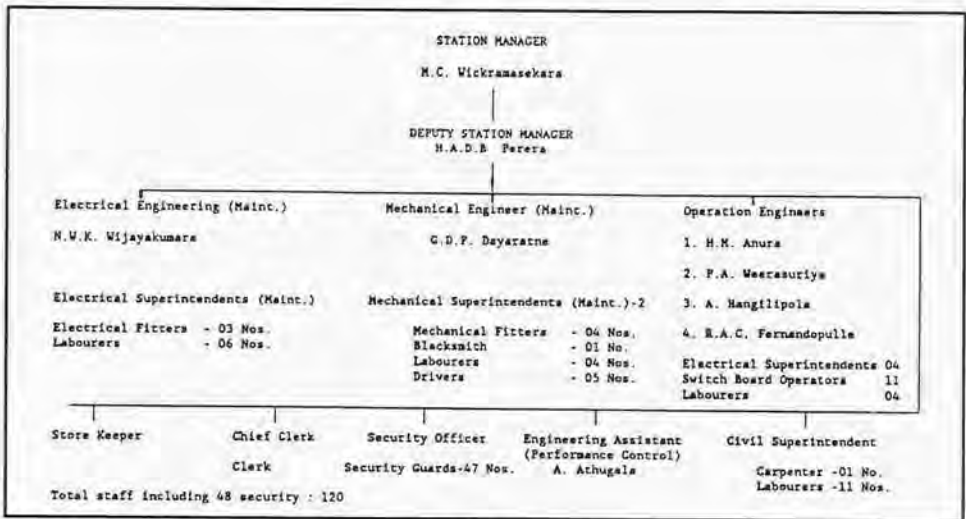 STATION MANAGER
M.C. Wickramasekara
DEPUTY STATION MANAGER
H.A.D.B Perera
Electrical Engineering (Maint.)
N.W.K. Wijayakumara
Electrical Superintendents (Maint.)
Electrical Fitters - 03 Nos.
Labourers - 06 Nos.
Mechanical Engineer (Maint.)
G.D.P. Dayaratne
Mechanical Superintendents (Maint.)-2
Mechanical Fitters - 04 Nos.
Blacksmith - 01 No.
Labourers - 04 Nos.
Drivers - 05 Nos.
Operation Engineers
1. H.M. Anura
2. P.A. Weerasuriya
3. A. Hangilipola
4. R.A.C. Fernandopulle
Electrical Superintendents 04
Switch Board Operators 11
Labourers 04
Store Keeper
Chief Clerk
Clerk
Security Officer
Security Guards-47 Nos.
Engineering Assistant
(Performance Control)
A. Athugala
Civil Superintendent
Carpenter -01 No.
Labourers -11 Nos.
Total staff including 48 security : 120